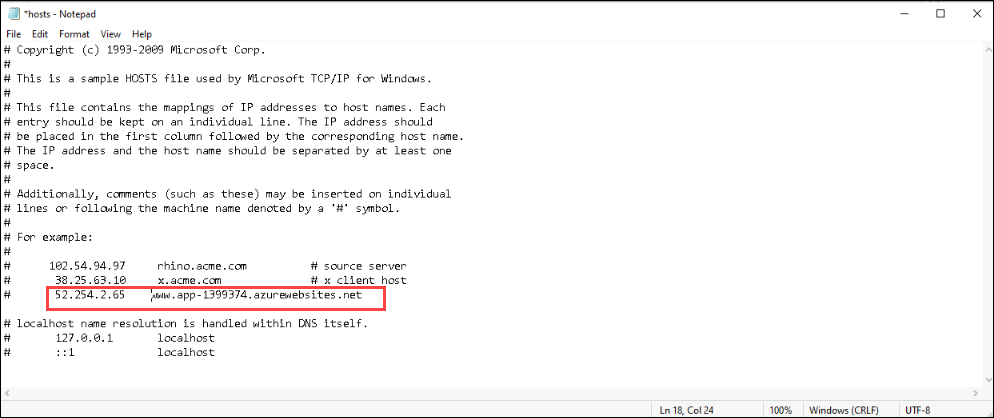 *hosts - Notepad
File Edit Format View Help
# Copyright (c) 1993-2009 Microsoft Corp.
#
# This is a sample HOSTS file used by Microsoft TCP/IP for Windows.
#
# This file contains the mappings of IP addresses to host names. Each
# entry should be kept on an individual line. The IP address should
# be placed in the first column followed by the corresponding host name.
# The IP address and the host name should be separated by at least one
# space.
#
# Additionally, comments (such as these) may be inserted on individual
# lines or following the machine name denoted by a '#' symbol.
#
# For example:
#
#      102.54.94.97     rhino.acme.com          # source server
#       38.25.63.10     x.acme.com              # x client host
#       52.254.2.65     www.app-1399374.azurewebsites.net

# localhost name resolution is handled within DNS itself.
#       127.0.0.1       localhost
#       ::1             localhost
Ln 18, Col 24 100% Windows (CRLF) UTF-8